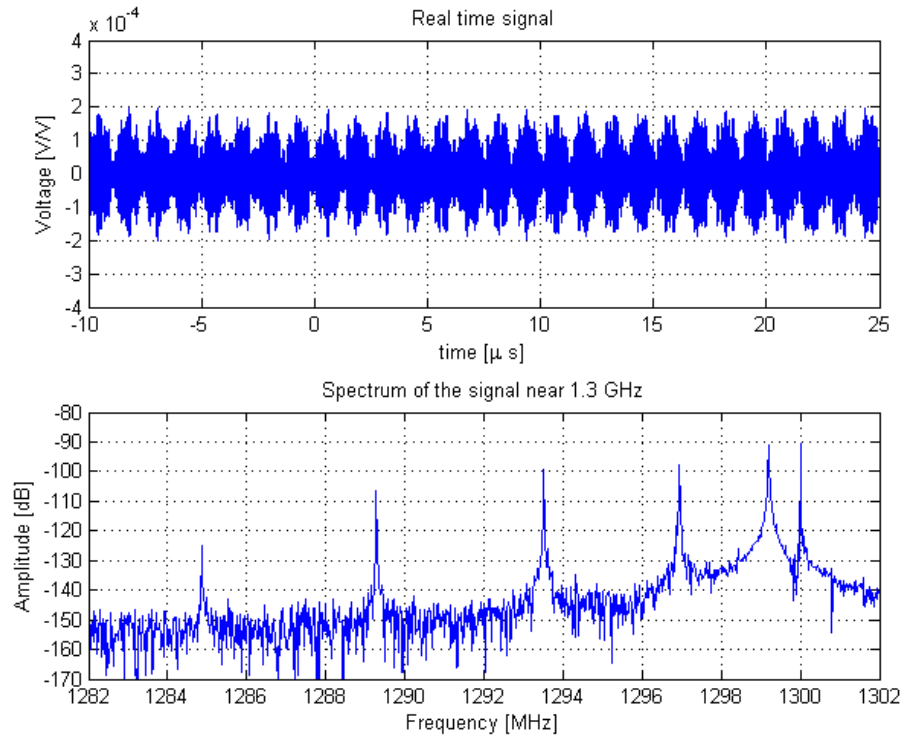 Real time signal
x 10^-4
4
3
2
1
0
-1
-2
-3
-4
Voltage [V/V]
-10 -5 0 5 10 15 20 25
time [μ s]
Spectrum of the signal near 1.3 GHz
-80
-90
-100
-110
-120
-130
-140
-150
-160
-170
Amplitude [dB]
1282 1284 1286 1288 1290 1292 1294 1296 1298 1300 1302
Frequency [MHz]